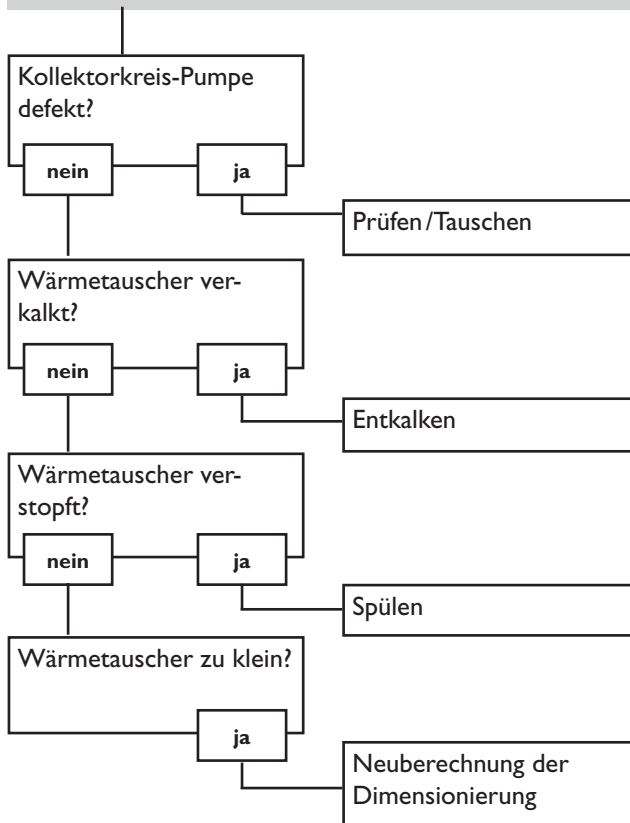 Kollektorkreis-Pumpe
defekt?
nein
ja
Prüfen/Tauschen
Wärmetauscher ver-
kalkt?
nein
ja
Entkalken
Wärmetauscher ver-
stopft?
nein
ja
Spülen
Wärmetauscher zu klein?
ja
Neuberechnung der
Dimensionierung